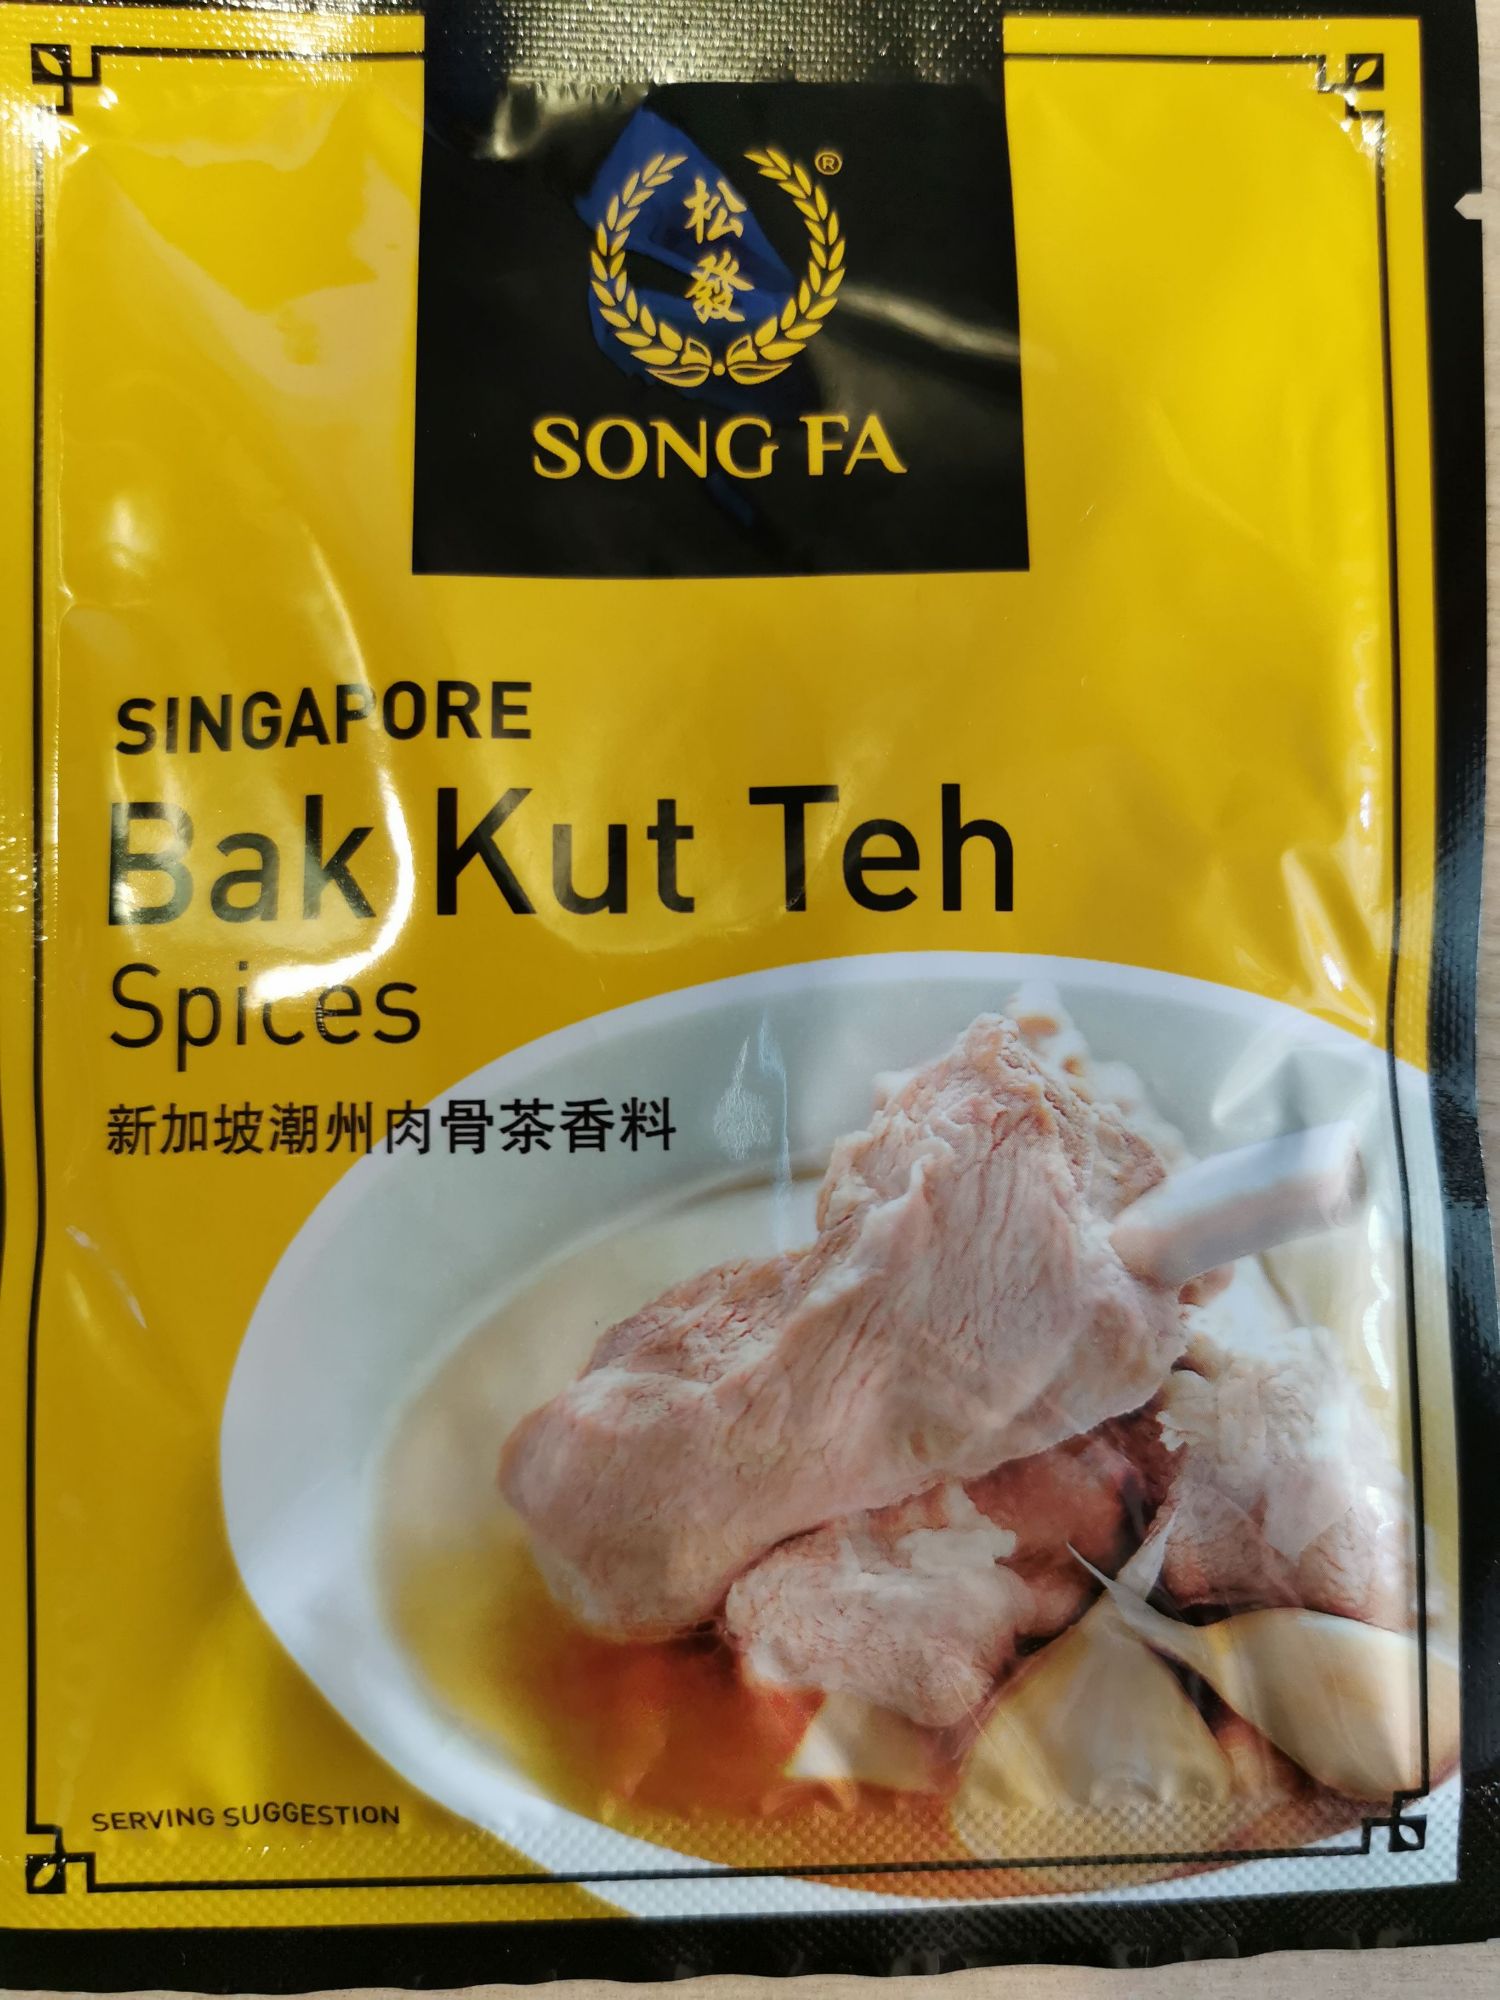 松
發
®
SONG FA
SINGAPORE
Bak Kut Teh
Spices
新加坡潮州肉骨茶香料
SERVING SUGGESTION